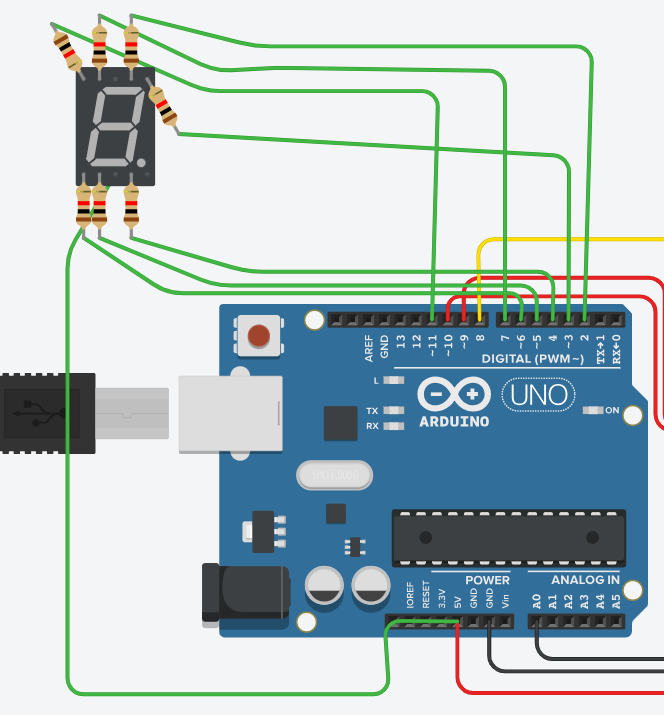 AREF
GND
13
12
~11
~10
~9
8
7
~6
~5
4
~3
2
TX→1
RX←0
DIGITAL (PWM~)
L
TX
RX
ARDUINO
UNO
ON
IOREF
RESET
3.3V
5V
GND
GND
Vin
POWER
A0
A1
A2
A3
A4
A5
ANALOG IN